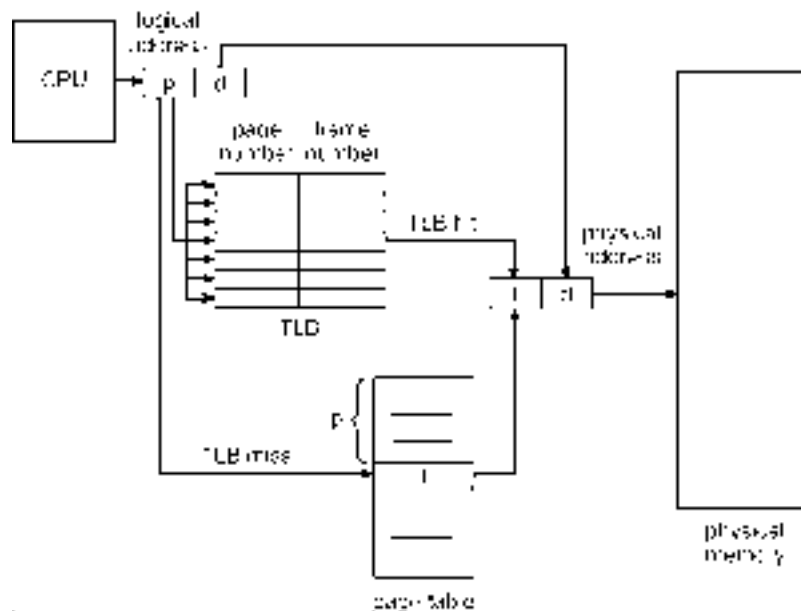 logical
address
CPU
p d
page frame
number number
TLB hit
physical
address
f d
TLB
p
TLB miss
f
physical
memory
page table